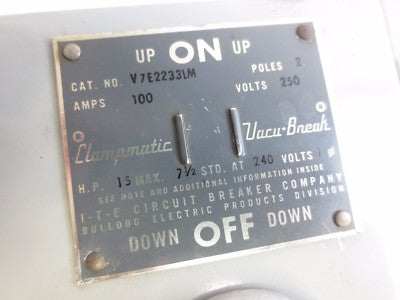 UP ON UP
CAT. NO. V7E2233LM POLES 2
AMPS 100 VOLTS 250
® ®
Clampmatic Vacu-Break
H.P. 15 MAX. 7½ STD. AT 240 VOLTS 1 Ø
SEE NOTE AND ADDITIONAL INFORMATION INSIDE
I-T-E CIRCUIT BREAKER COMPANY
BULLDOG ELECTRIC PRODUCTS DIVISION
DOWN OFF DOWN